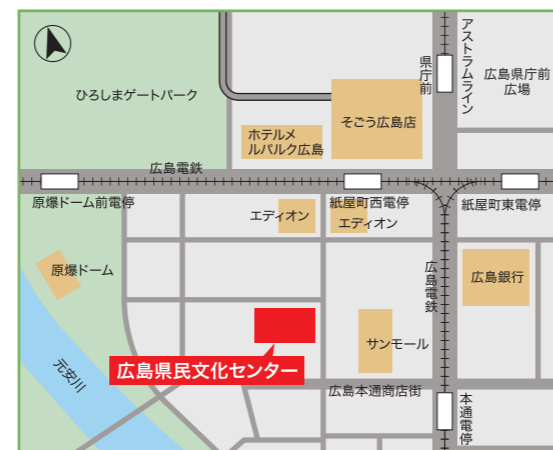 ひろしまゲートパーク
ホテルメ
ルパルク広島
そごう広島店
県庁前
アストラムライン
広島県庁前
広場
広島電鉄
原爆ドーム前電停
紙屋町西電停
紙屋町東電停
エディオン
エディオン
原爆ドーム
広島電鉄
広島銀行
サンモール
広島県民文化センター
元安川
広島本通商店街
本通電停